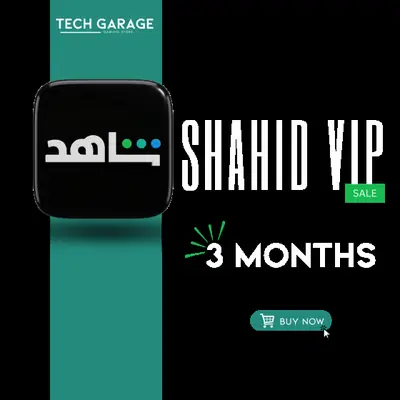 TECH GARAGE
شاهد
SHAHID VIP
SALE
3 MONTHS
BUY NOW